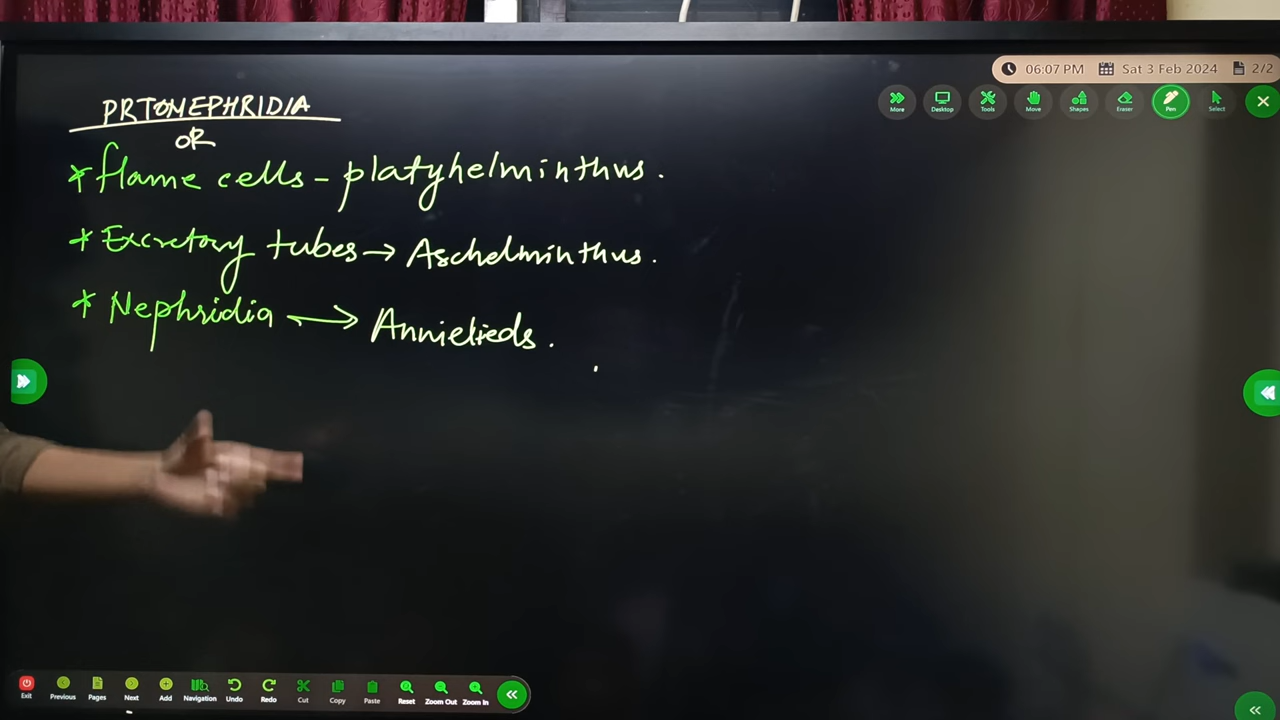 06:07 PM Sat 3 Feb 2024 2/2
More Desktop Tools Move Shapes Eraser Pen Select
PRTONEPHRIDIA
OR
* flame cells - platyhelminthus.
* Excretory tubes → Aschelminthus.
* Nephridia → Annielieds.
Exit Previous Pages Next Add Navigation Undo Redo Cut Copy Paste Reset Zoom Out Zoom In